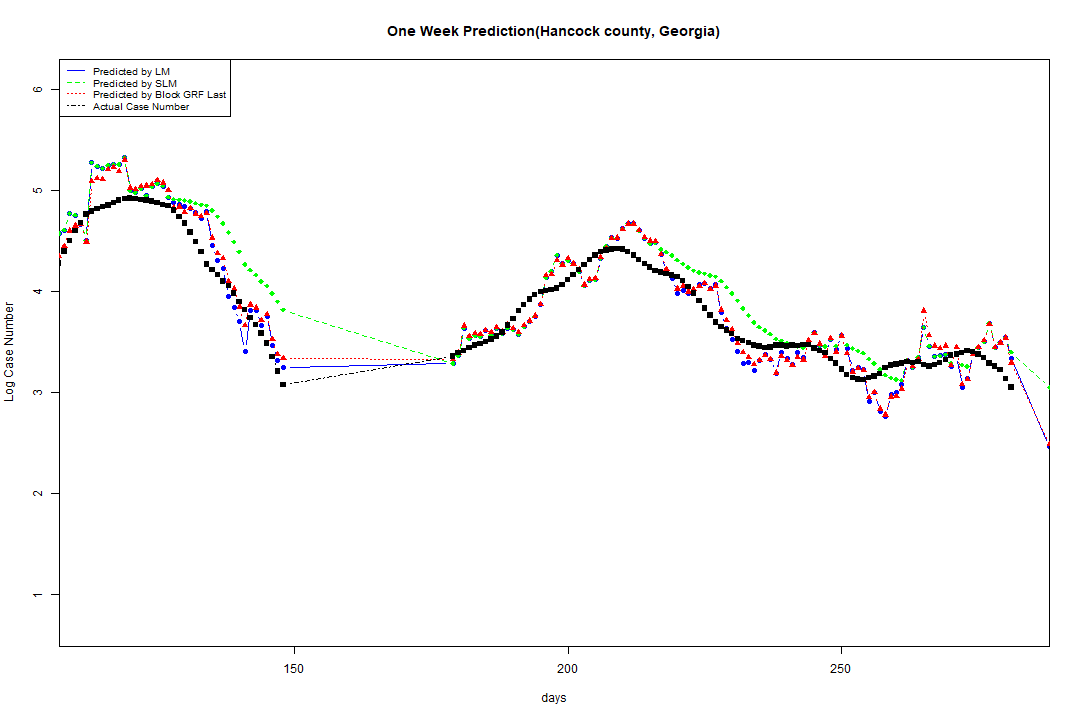 One Week Prediction(Hancock county, Georgia)
Predicted by LM
Predicted by SLM
Predicted by Block GRF Last
Actual Case Number
6
5
4
3
2
1
Log Case Number
150 200 250
days